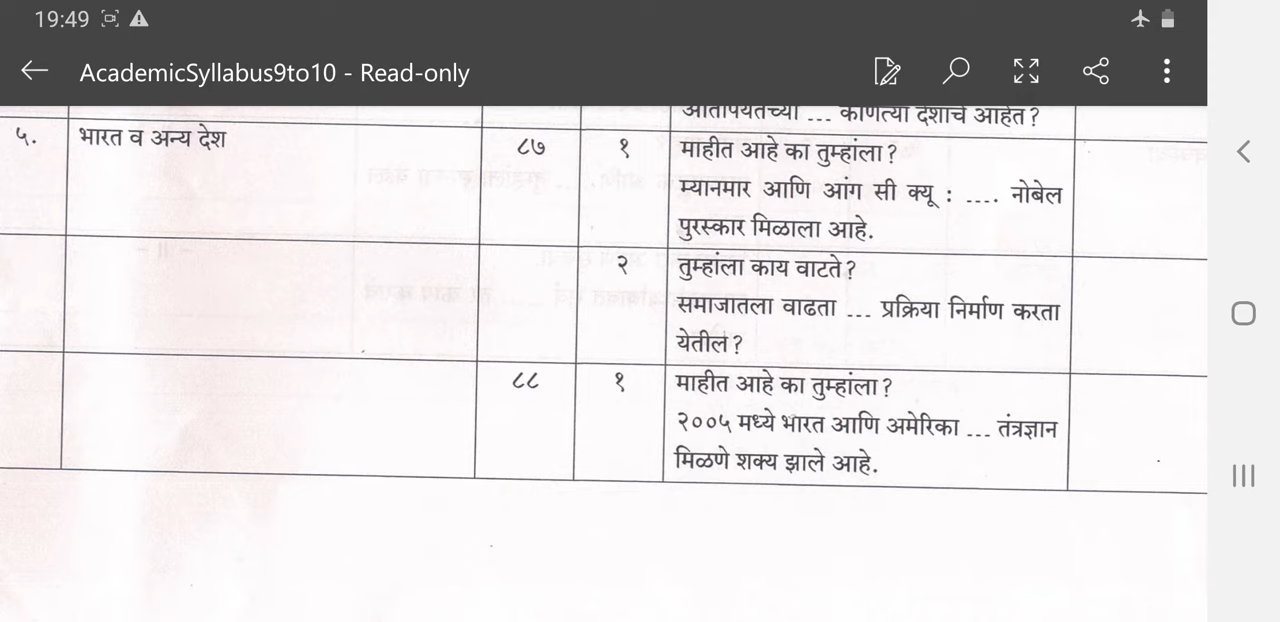 19:49
AcademicSyllabus9to10 - Read-only
आतापर्यंतच्या ... कोणत्या देशाचे आहेत?
५. भारत व अन्य देश ८७ १ माहीत आहे का तुम्हांला?
म्यानमार आणि आंग सी क्यू : .... नोबेल
पुरस्कार मिळाला आहे.
२ तुम्हांला काय वाटते?
समाजातला वाढता ... प्रक्रिया निर्माण करता
येतील?
८८ १ माहीत आहे का तुम्हांला?
२००५ मध्ये भारत आणि अमेरिका ... तंत्रज्ञान
मिळणे शक्य झाले आहे.